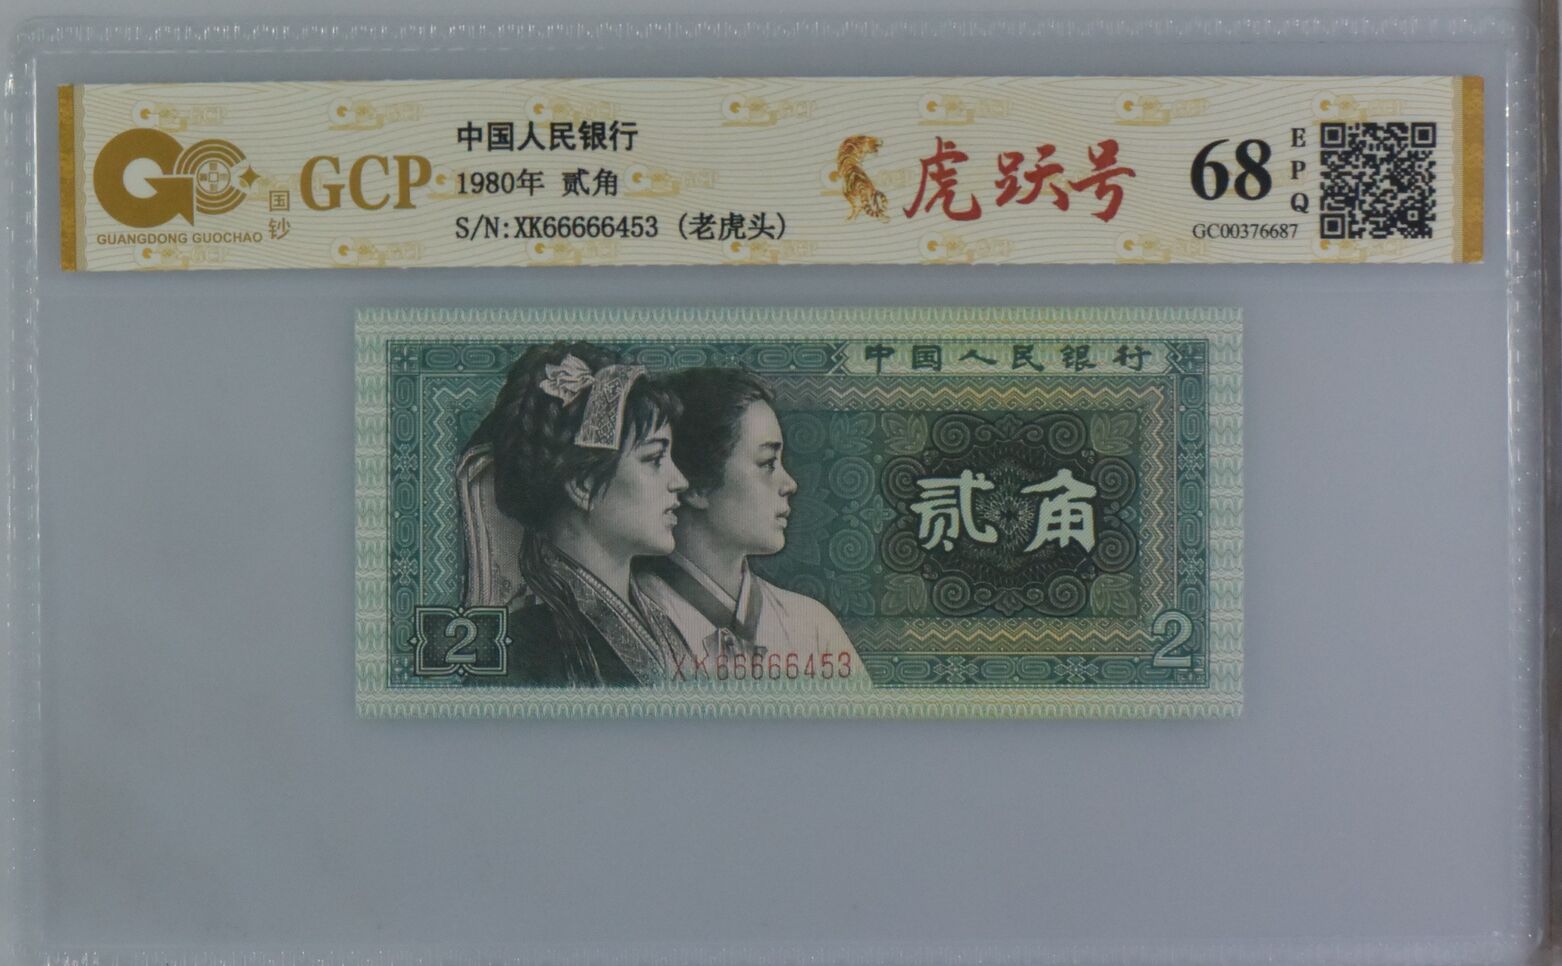 GUANGDONG GUOCHAO
国钞
GCP
中国人民银行
1980年 贰角
S/N:XK66666453 (老虎头)
虎跃号
68
EPQ
GC00376687
中国人民银行
贰角
2
2
XK66666453